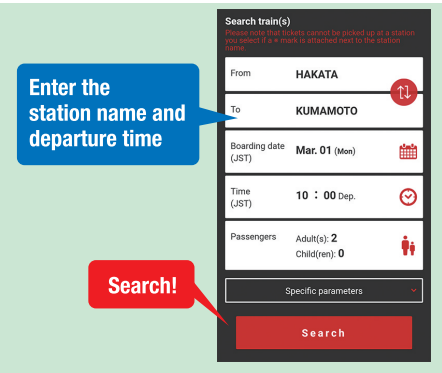 Search train(s)
Please note that tickets cannot be picked up at a station
you select if a ※ mark is attached next to the station
name.
Enter the
station name and
departure time
From HAKATA
To KUMAMOTO
Boarding date
(JST)
Mar. 01 (Mon)
Time
(JST)
10 : 00 Dep.
Passengers
Adult(s): 2
Child(ren): 0
Specific parameters
Search!
Search